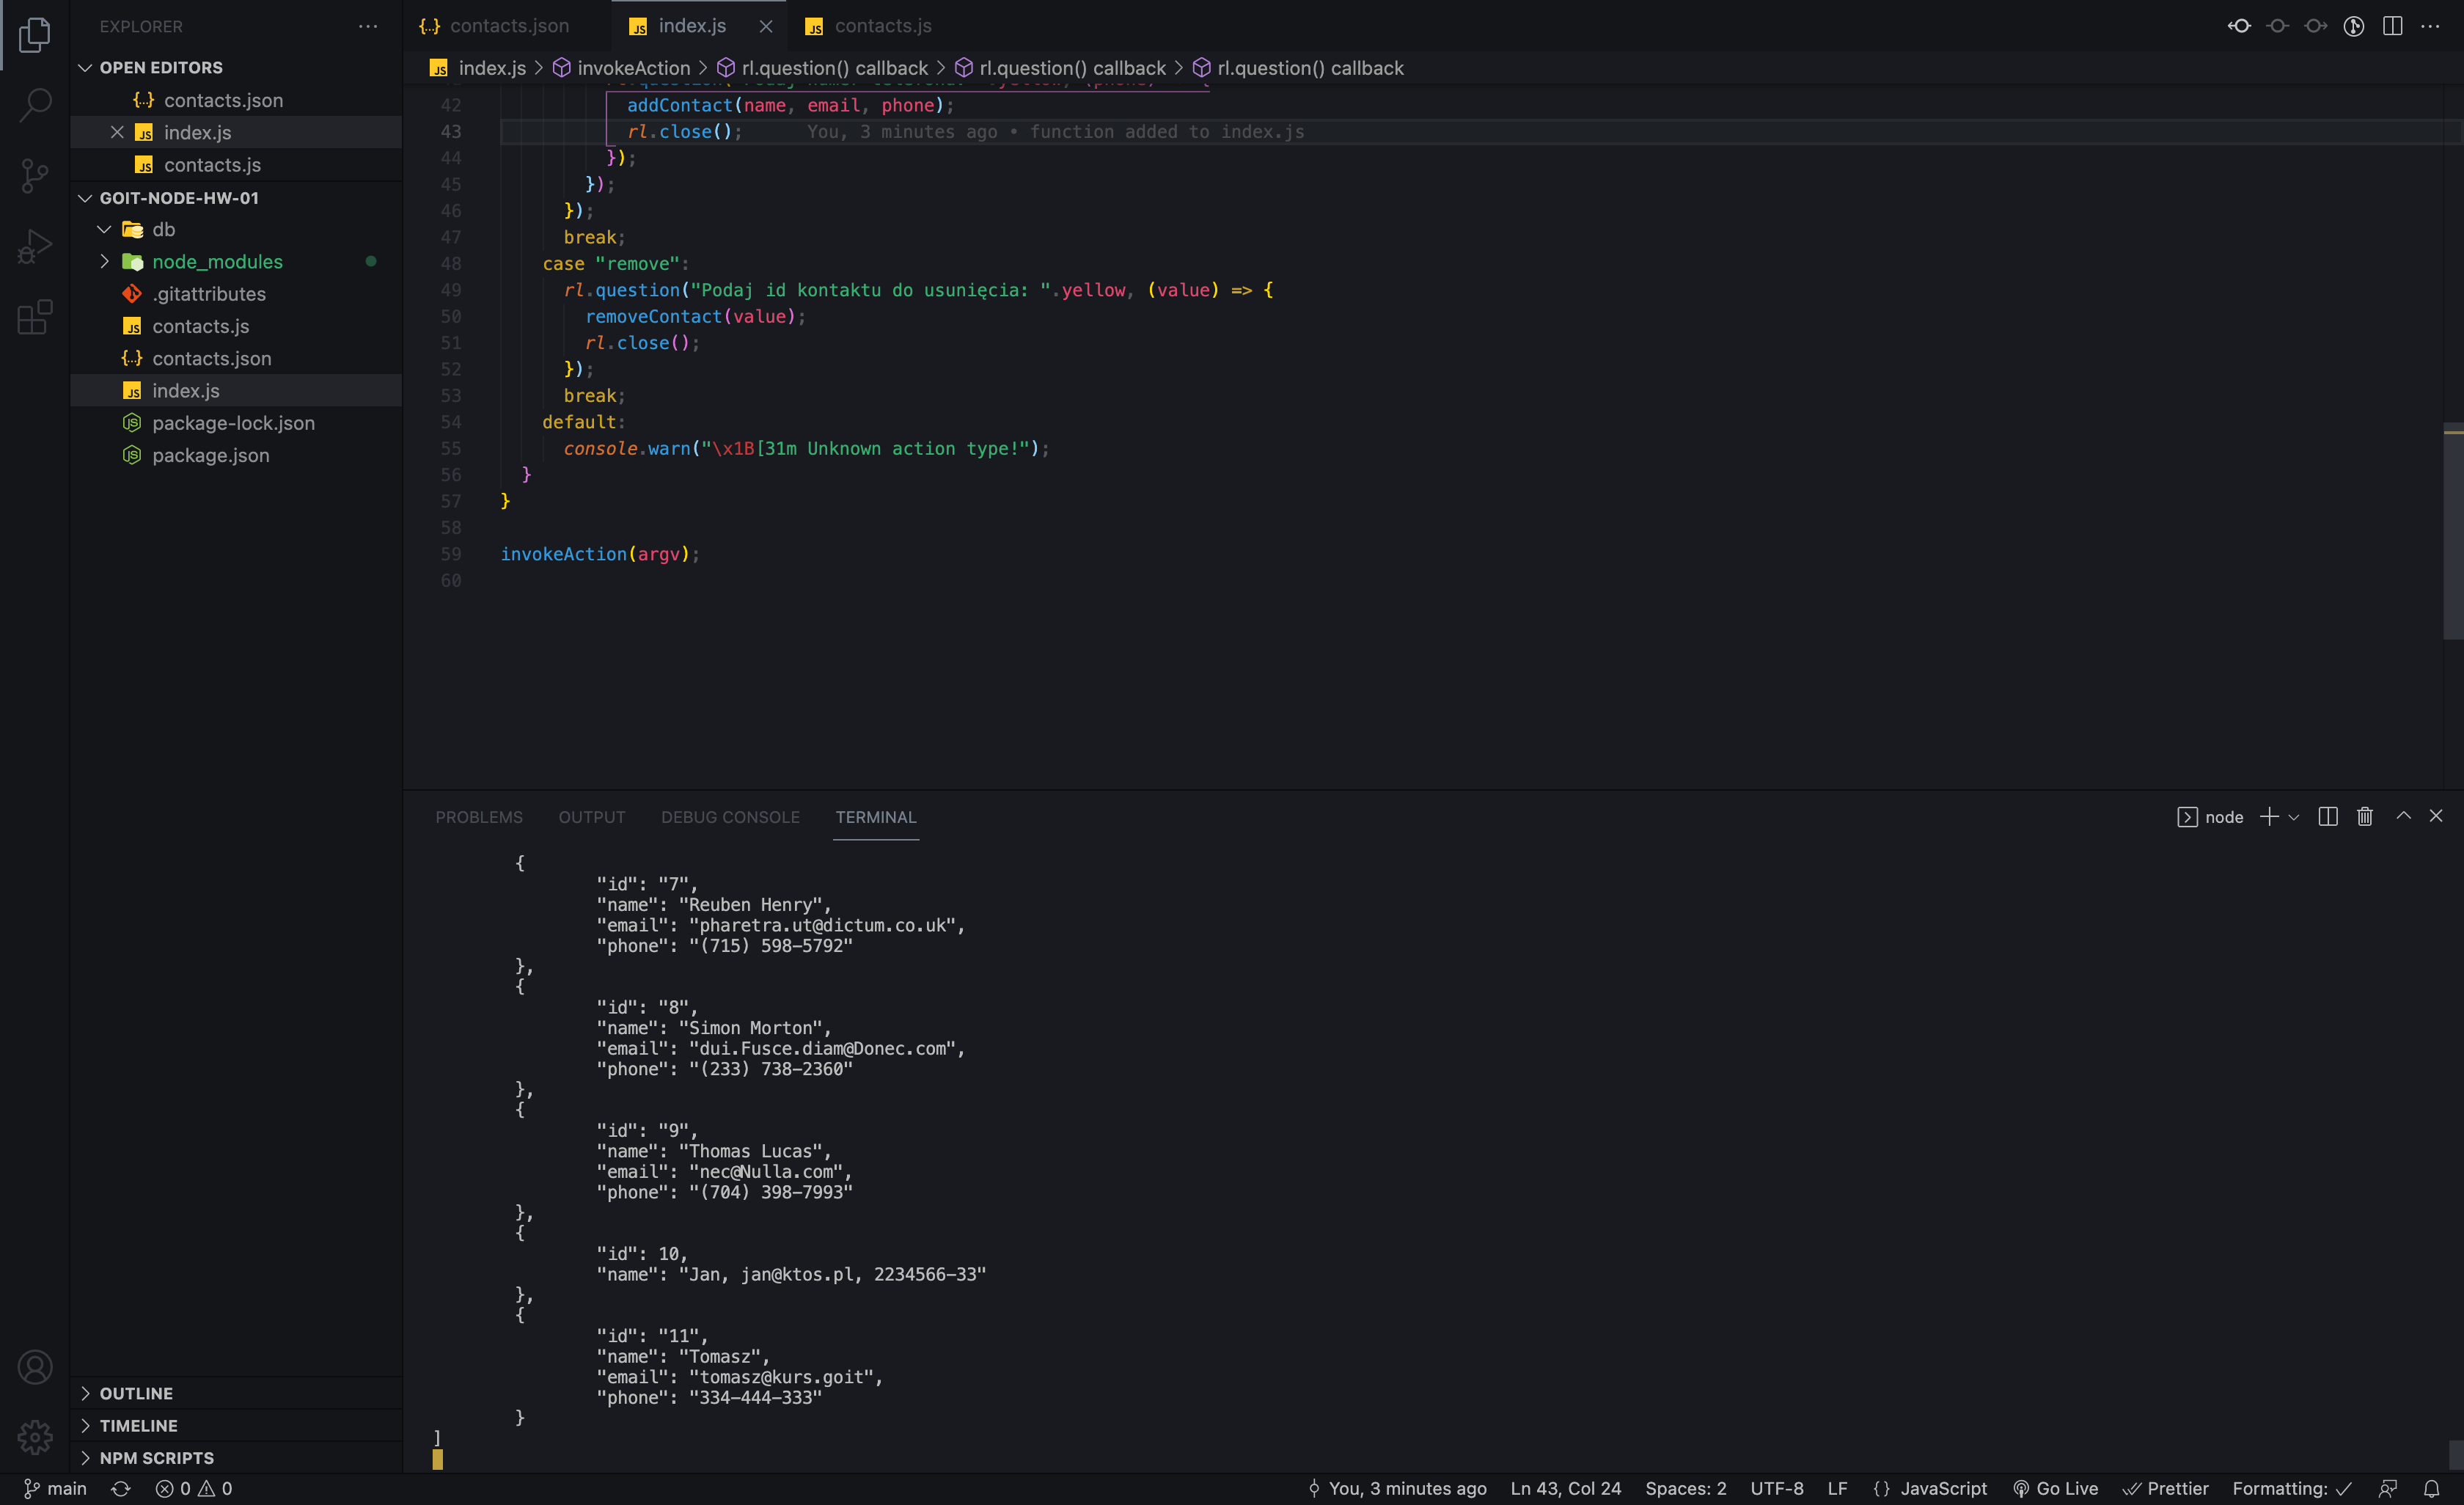 EXPLORER
OPEN EDITORS
contacts.json
index.js
contacts.js
GOIT-NODE-HW-01
db
node_modules
.gitattributes
contacts.js
contacts.json
index.js
package-lock.json
package.json
OUTLINE
TIMELINE
NPM SCRIPTS
contacts.json
index.js
contacts.js
index.js > invokeAction > rl.question() callback > rl.question() callback > rl.question() callback
42 addContact(name, email, phone);
43 rl.close(); You, 3 minutes ago • function added to index.js
44 });
45 });
46 });
47 break;
48 case "remove":
49 rl.question("Podaj id kontaktu do usunięcia: ".yellow, (value) => {
50 removeContact(value);
51 rl.close();
52 });
53 break;
54 default:
55 console.warn("\x1B[31m Unknown action type!");
56 }
57 }
58
59 invokeAction(argv);
60
PROBLEMS OUTPUT DEBUG CONSOLE TERMINAL
node
{
"id": "7",
"name": "Reuben Henry",
"email": "pharetra.ut@dictum.co.uk",
"phone": "(715) 598-5792"
},
{
"id": "8",
"name": "Simon Morton",
"email": "dui.Fusce.diam@Donec.com",
"phone": "(233) 738-2360"
},
{
"id": "9",
"name": "Thomas Lucas",
"email": "nec@Nulla.com",
"phone": "(704) 398-7993"
},
{
"id": 10,
"name": "Jan, jan@ktos.pl, 2234566-33"
},
{
"id": "11",
"name": "Tomasz",
"email": "tomasz@kurs.goit",
"phone": "334-444-333"
}
]
main 0 0 You, 3 minutes ago Ln 43, Col 24 Spaces: 2 UTF-8 LF {} JavaScript Go Live Prettier Formatting: